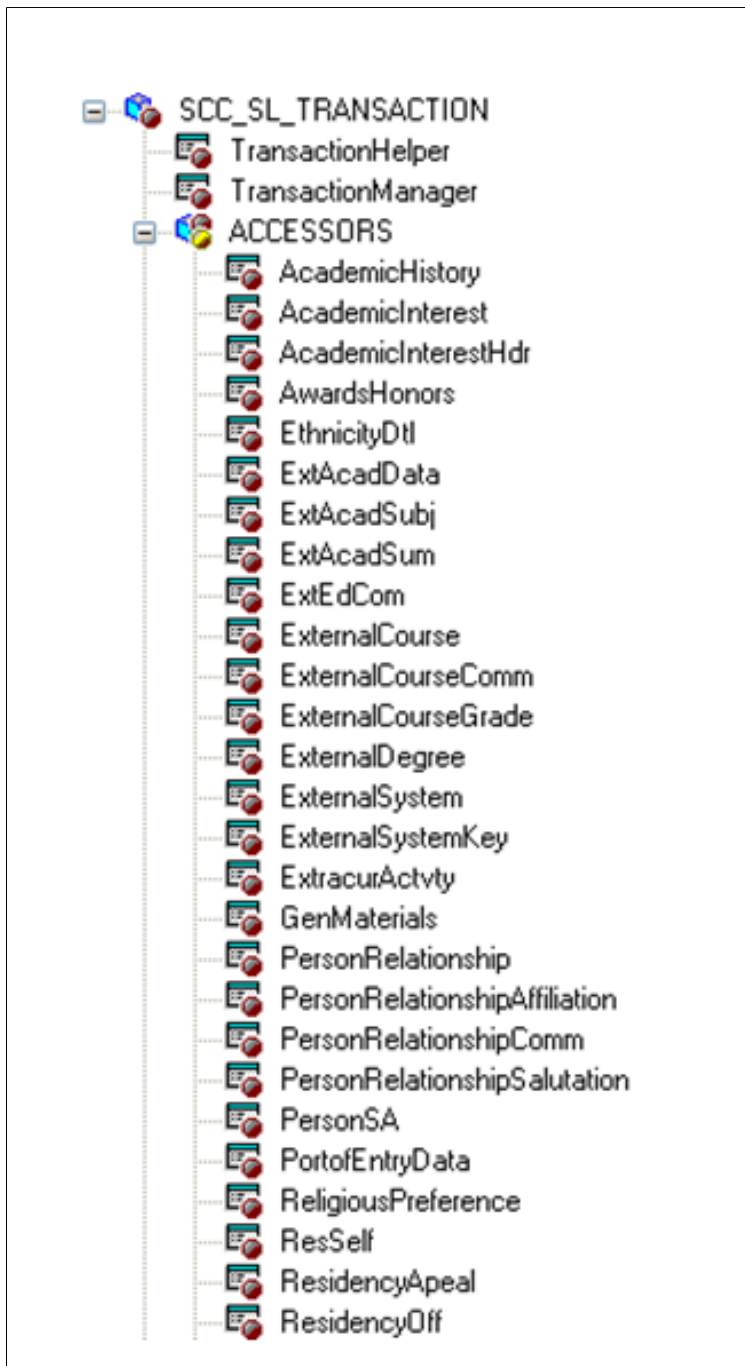 SCC_SL_TRANSACTION
TransactionHelper
TransactionManager
ACCESSORS
AcademicHistory
AcademicInterest
AcademicInterestHdr
AwardsHonors
EthnicityDtl
ExtAcadData
ExtAcadSubj
ExtAcadSum
ExtEdCom
ExternalCourse
ExternalCourseComm
ExternalCourseGrade
ExternalDegree
ExternalSystem
ExternalSystemKey
ExtracurActvty
GenMaterials
PersonRelationship
PersonRelationshipAffiliation
PersonRelationshipComm
PersonRelationshipSalutation
PersonSA
PortofEntryData
ReligiousPreference
ResSelf
ResidencyApeal
ResidencyOff